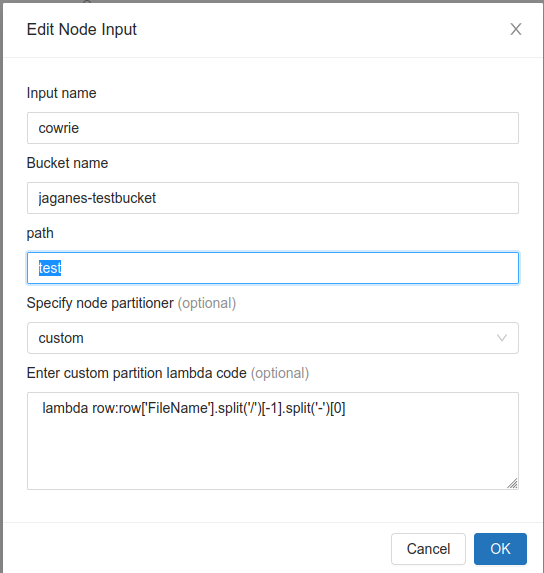 Edit Node Input
Input name
cowrie
Bucket name
jaganes-testbucket
path
test
Specify node partitioner (optional)
custom
Enter custom partition lambda code (optional)
lambda row:row['FileName'].split('/')[-1].split('-')[0]
Cancel OK